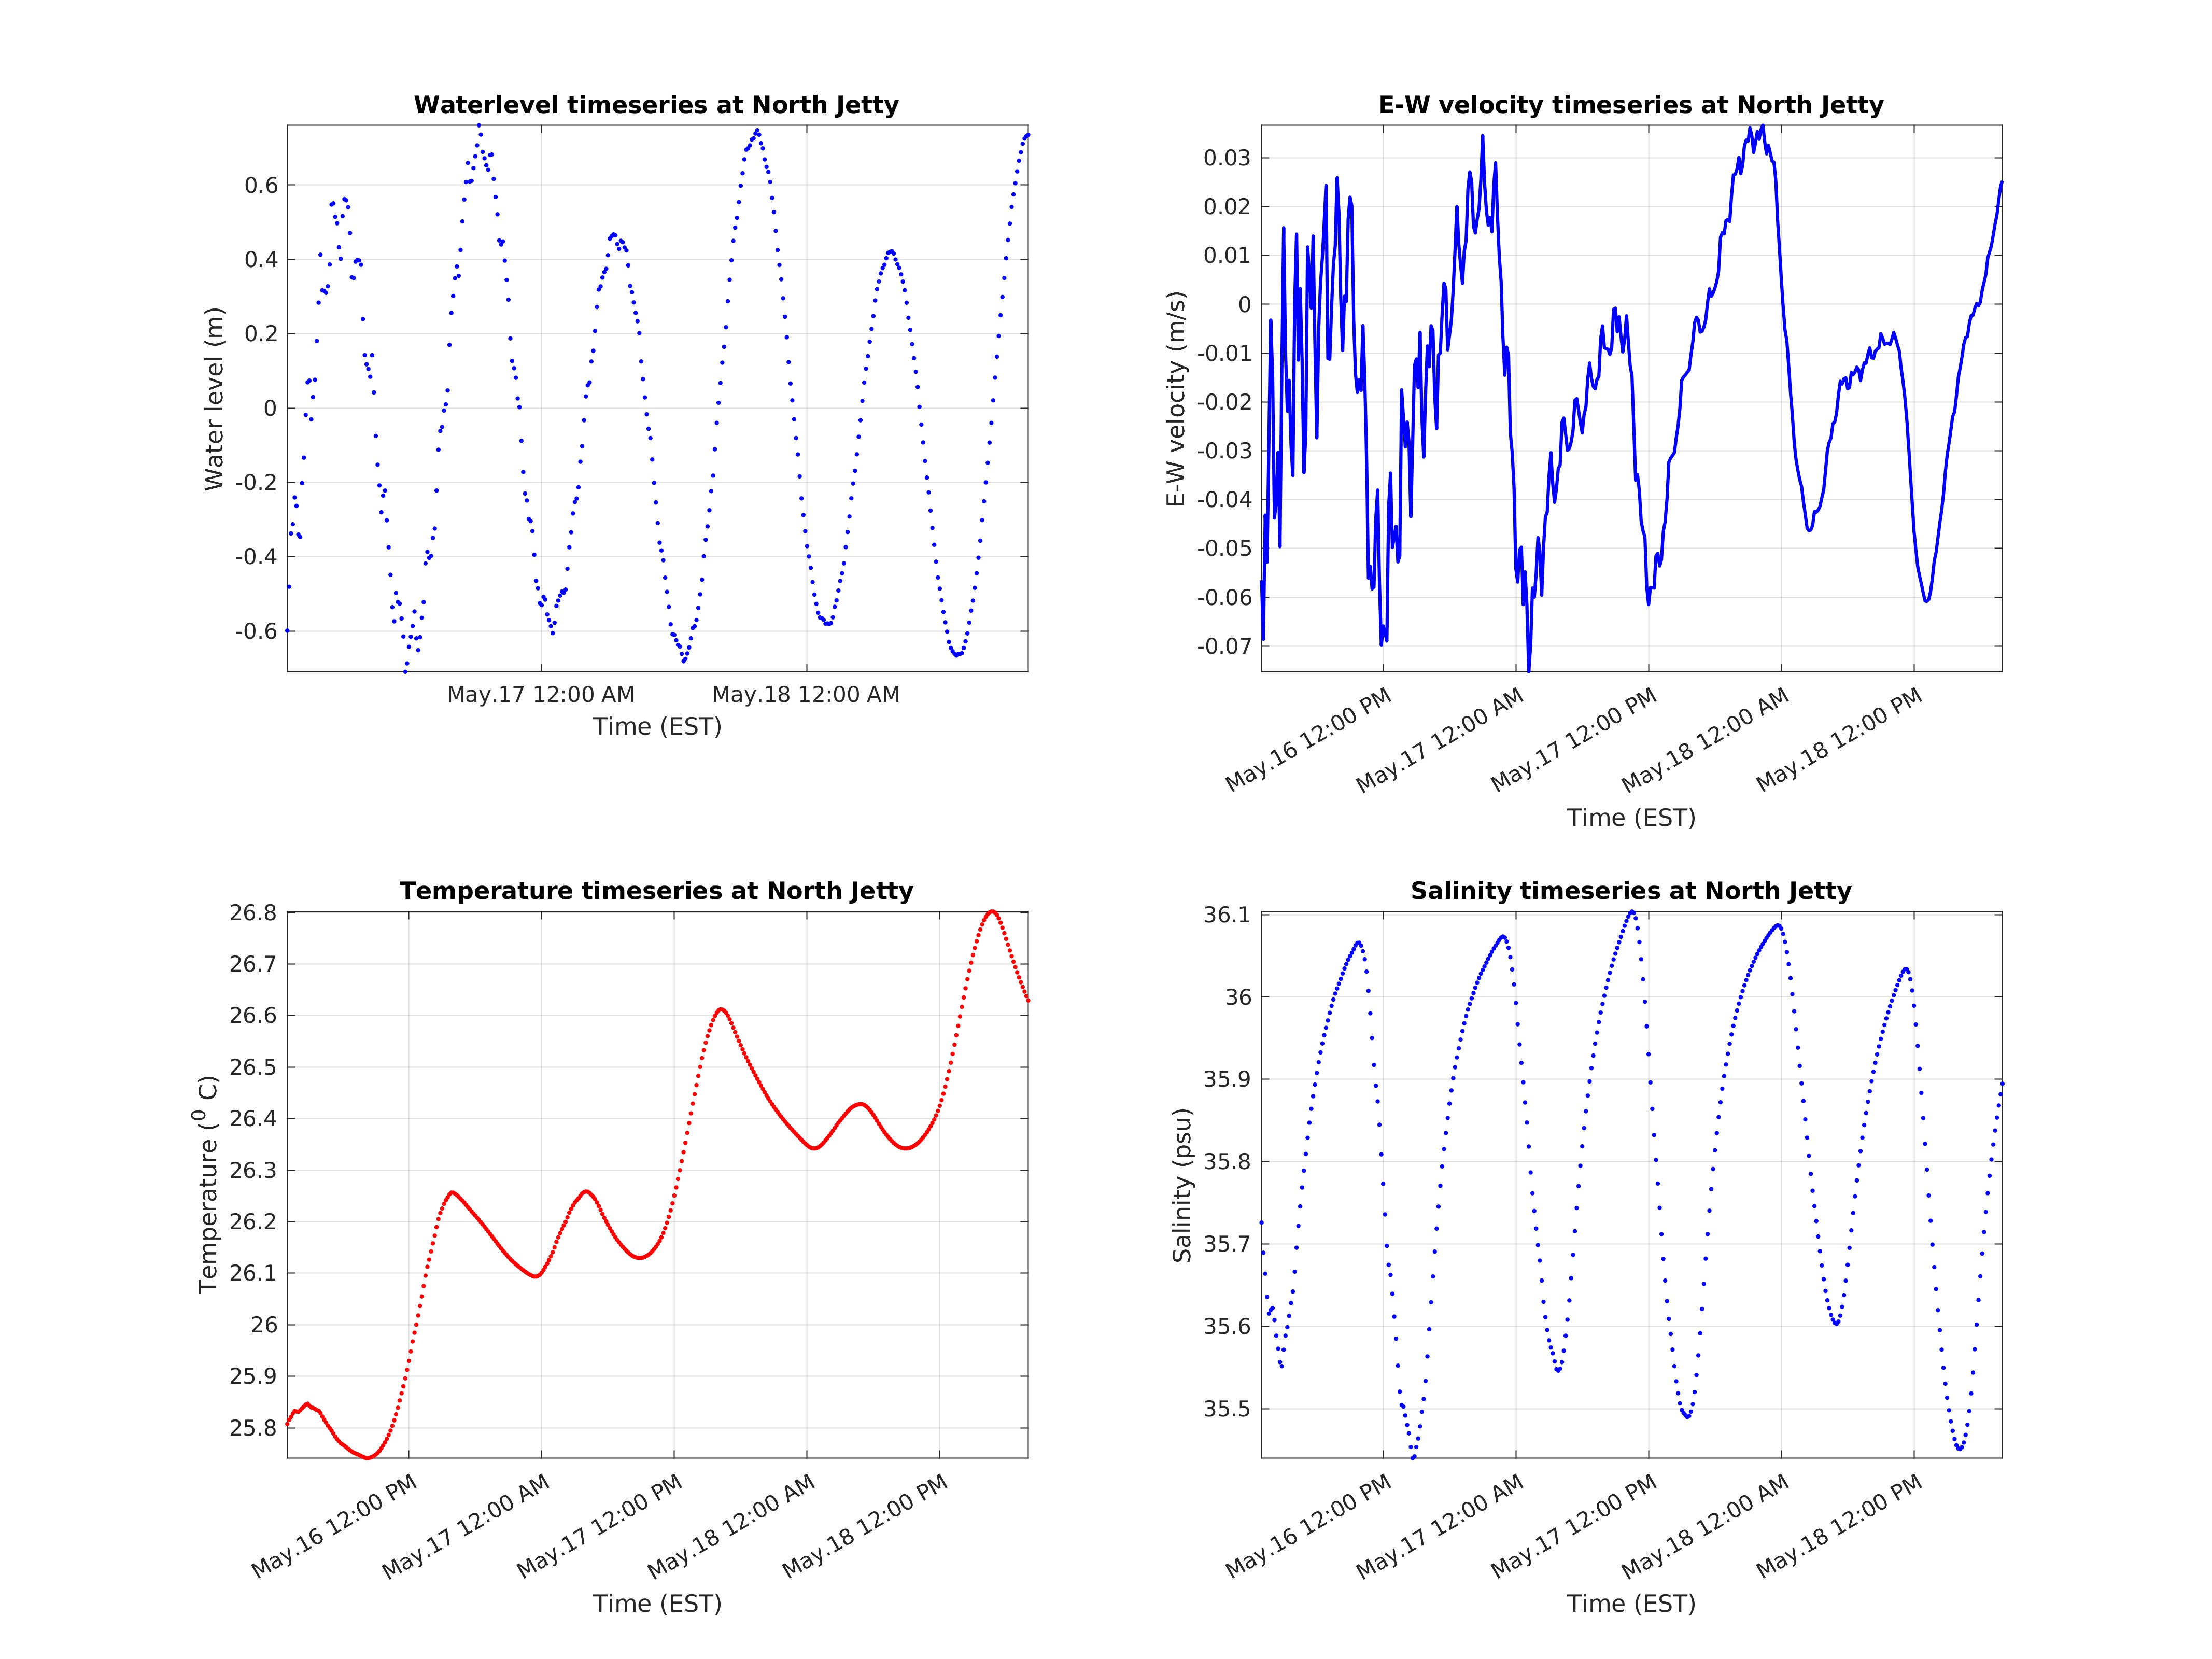 Waterlevel timeseries at North Jetty
Water level (m)
0.6
0.4
0.2
0
-0.2
-0.4
-0.6
May.17 12:00 AM
May.18 12:00 AM
Time (EST)
E-W velocity timeseries at North Jetty
E-W velocity (m/s)
0.03
0.02
0.01
0
-0.01
-0.02
-0.03
-0.04
-0.05
-0.06
-0.07
May.16 12:00 PM
May.17 12:00 AM
May.17 12:00 PM
May.18 12:00 AM
May.18 12:00 PM
Time (EST)
Temperature timeseries at North Jetty
Temperature (⁰ C)
26.8
26.7
26.6
26.5
26.4
26.3
26.2
26.1
26
25.9
25.8
May.16 12:00 PM
May.17 12:00 AM
May.17 12:00 PM
May.18 12:00 AM
May.18 12:00 PM
Time (EST)
Salinity timeseries at North Jetty
Salinity (psu)
36.1
36
35.9
35.8
35.7
35.6
35.5
May.16 12:00 PM
May.17 12:00 AM
May.17 12:00 PM
May.18 12:00 AM
May.18 12:00 PM
Time (EST)